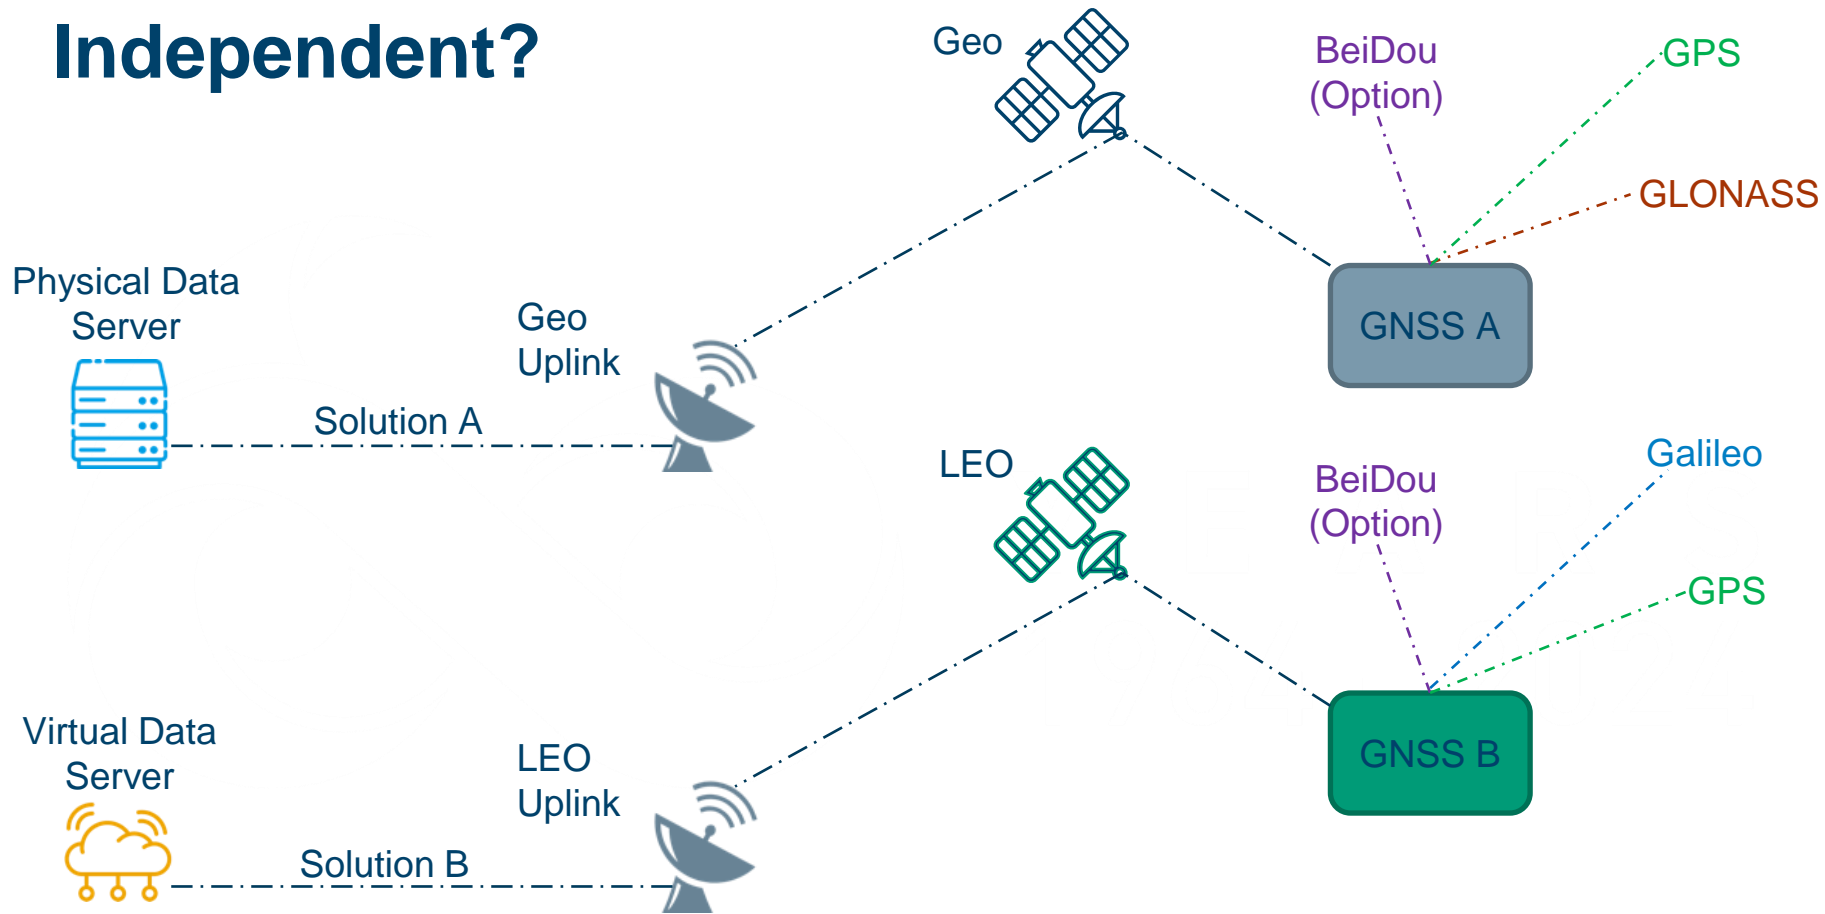 Independent?
Geo
BeiDou
(Option)
GPS
GLONASS
Physical Data
Server
Geo
Uplink
GNSS A
Solution A
LEO
BeiDou
(Option)
Galileo
GPS
Virtual Data
Server
LEO
Uplink
GNSS B
Solution B